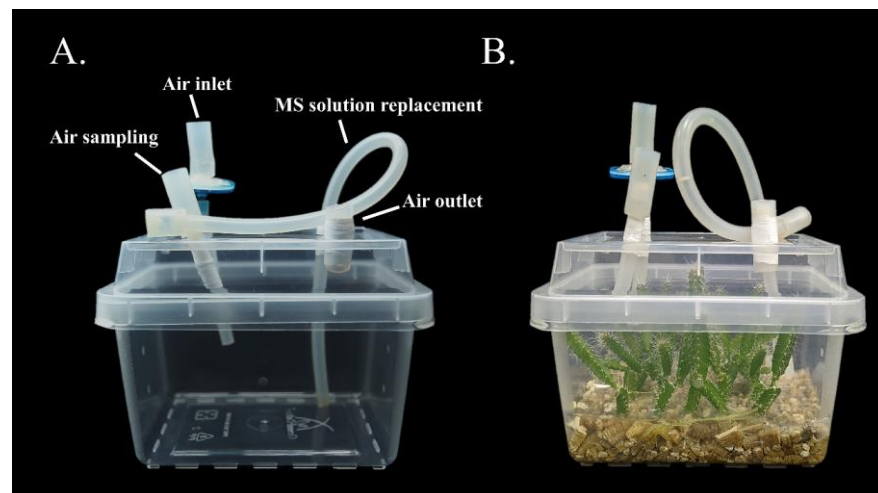 A.
B.
Air inlet
MS solution replacement
Air sampling
Air outlet